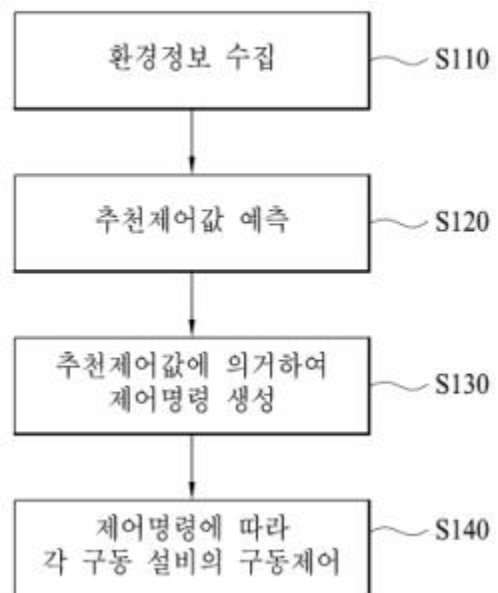 환경정보 수집
S110
추천제어값 예측
S120
추천제어값에 의거하여
제어명령 생성
S130
제어명령에 따라
각 구동 설비의 구동제어
S140